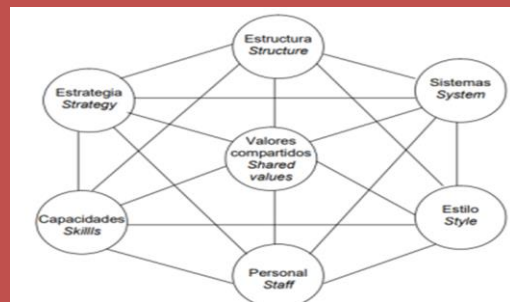 Estructura
Structure
Estrategia
Strategy
Sistemas
System
Valores
compartidos
Shared
values
Capacidades
Skillls
Estilo
Style
Personal
Staff